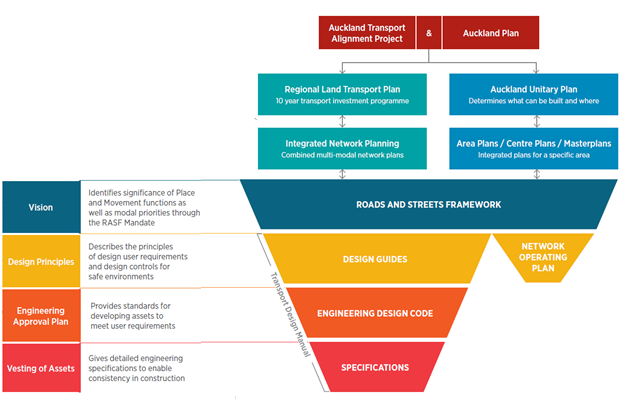 Auckland Transport
Alignment Project
&
Auckland Plan
Regional Land Transport Plan
10 year transport investment programme
Auckland Unitary Plan
Determines what can be built and where
Integrated Network Planning
Combined multi-modal network plans
Area Plans / Centre Plans / Masterplans
Integrated plans for a specific area
Vision
Identifies significance of Place
and Movement functions as
well as modal priorities through
the RASF Mandate
ROADS AND STREETS FRAMEWORK
Design Principles
Describes the principles
of design user requirements
and design controls for
safe environments
DESIGN GUIDES
NETWORK
OPERATING
PLAN
Transport Design Manual
Engineering
Approval Plan
Provides standards for
developing assets to
meet user requirements
ENGINEERING DESIGN CODE
Vesting of Assets
Gives detailed engineering
specifications to enable
consistency in construction
SPECIFICATIONS